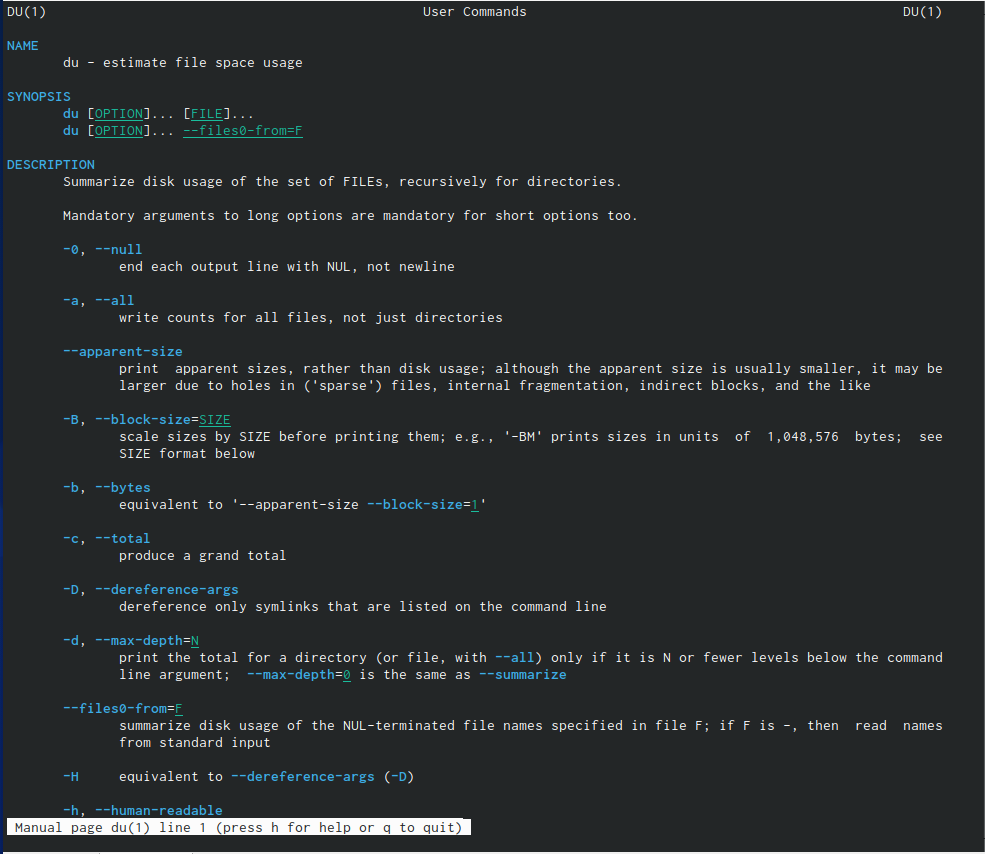 DU(1) User Commands DU(1)
NAME
du - estimate file space usage
SYNOPSIS
du [OPTION]... [FILE]...
du [OPTION]... --files0-from=F
DESCRIPTION
Summarize disk usage of the set of FILEs, recursively for directories.
Mandatory arguments to long options are mandatory for short options too.
-0, --null
end each output line with NUL, not newline
-a, --all
write counts for all files, not just directories
--apparent-size
print  apparent sizes, rather than disk usage; although the apparent size is usually smaller, it may be
larger due to holes in ('sparse') files, internal fragmentation, indirect blocks, and the like
-B, --block-size=SIZE
scale sizes by SIZE before printing them; e.g., '-BM' prints sizes in units  of  1,048,576  bytes;  see
SIZE format below
-b, --bytes
equivalent to '--apparent-size --block-size=1'
-c, --total
produce a grand total
-D, --dereference-args
dereference only symlinks that are listed on the command line
-d, --max-depth=N
print the total for a directory (or file, with --all) only if it is N or fewer levels below the command
line argument;  --max-depth=0 is the same as --summarize
--files0-from=F
summarize disk usage of the NUL-terminated file names specified in file F; if F is -, then  read  names
from standard input
-H     equivalent to --dereference-args (-D)
-h, --human-readable
Manual page du(1) line 1 (press h for help or q to quit)